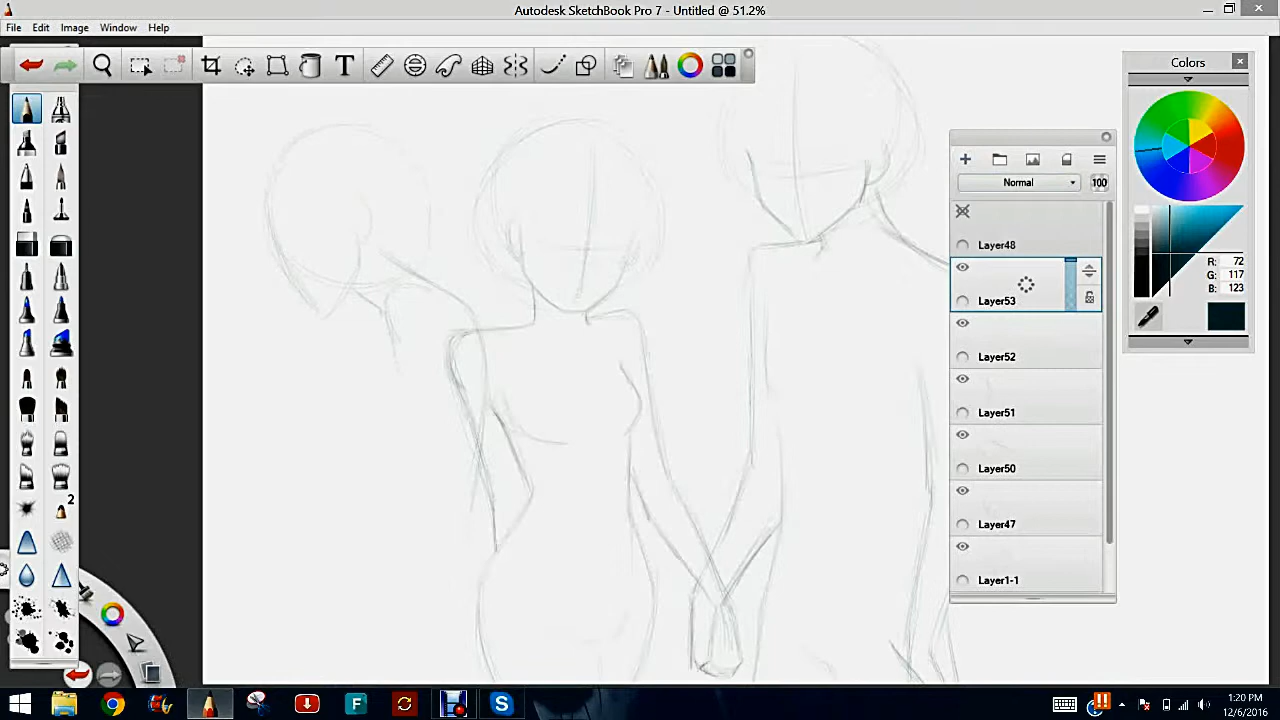 Autodesk SketchBook Pro 7 - Untitled @ 51.2%
File Edit Image Window Help
T
Colors
Normal 100
Layer48
Layer53
Layer52
Layer51
Layer50
Layer47
Layer1-1
R: 72
G: 117
B: 123
2
F
S
1:20 PM
12/6/2016